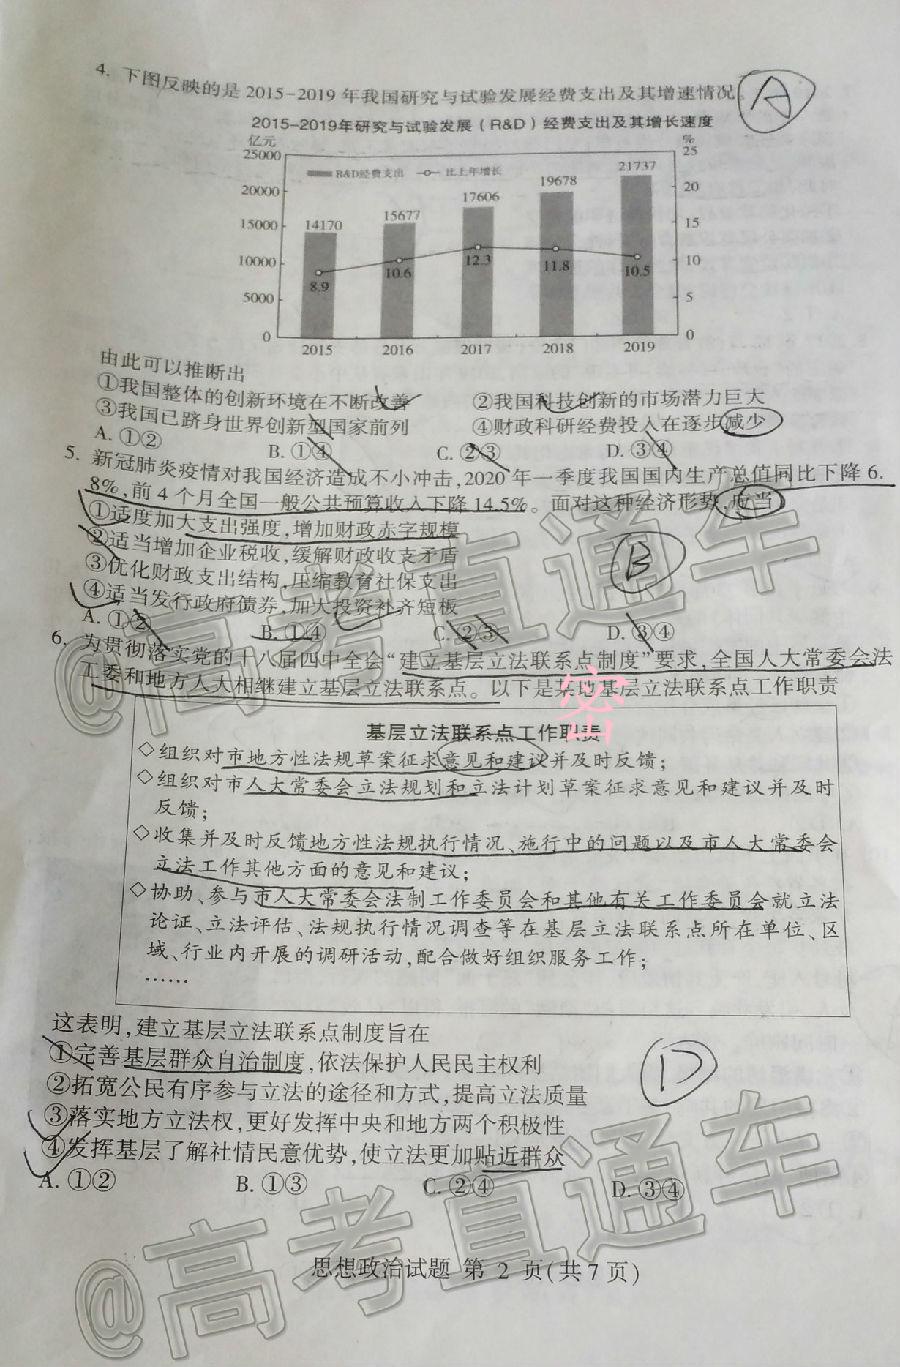 4. 下图反映的是2015-2019年我国研究与试验发展经费支出及其增速情况
A
2015-2019年研究与试验发展（R&D）经费支出及其增长速度
亿元 %
25000 25
R&D经费支出 比上年增长
20000 20
15000 15
10000 10
5000 5
0 0
14170 15677 17606 19678 21737
8.9 10.6 12.3 11.8 10.5
2015 2016 2017 2018 2019
由此可以推断出
①我国整体的创新环境在不断改善 ②我国科技创新的市场潜力巨大
③我国已跻身世界创新型国家前列 ④财政科研经费投入在逐步减少
A. ①② B. ①④ C. ②③ D. ③④
5. 新冠肺炎疫情对我国经济造成不小冲击,2020年一季度我国国内生产总值同比下降6.
8%,前4个月全国一般公共预算收入下降14.5%。面对这种经济形势,应当
①适度加大支出强度,增加财政赤字规模
②适当增加企业税收,缓解财政收支矛盾
B
③优化财政支出结构,压缩教育社保支出
④适当发行政府债券,加大投资补齐短板
A. ①② B. ①④ C. ②③ D. ③④
6. 为贯彻落实党的十八届四中全会“建立基层立法联系点制度”要求,全国人大常委会法
工委和地方人大相继建立基层立法联系点。以下是某地基层立法联系点工作职责
密
基层立法联系点工作职责
◇组织对市地方性法规草案征求意见和建议并及时反馈；
◇组织对市人大常委会立法规划和立法计划草案征求意见和建议并及时
反馈；
◇收集并及时反馈地方性法规执行情况、施行中的问题以及市人大常委会
立法工作其他方面的意见和建议；
◇协助、参与市人大常委会法制工作委员会和其他有关工作委员会就立法
论证、立法评估、法规执行情况调查等在基层立法联系点所在单位、区
域、行业内开展的调研活动,配合做好组织服务工作；
……
这表明,建立基层立法联系点制度旨在
①完善基层群众自治制度,依法保护人民民主权利
D
②拓宽公民有序参与立法的途径和方式,提高立法质量
③落实地方立法权,更好发挥中央和地方两个积极性
④发挥基层了解社情民意优势,使立法更加贴近群众
A. ①② B. ①③ C. ②④ D. ③④
思想政治试题 第 2 页(共7页)
@高考直通车
@高考直通车